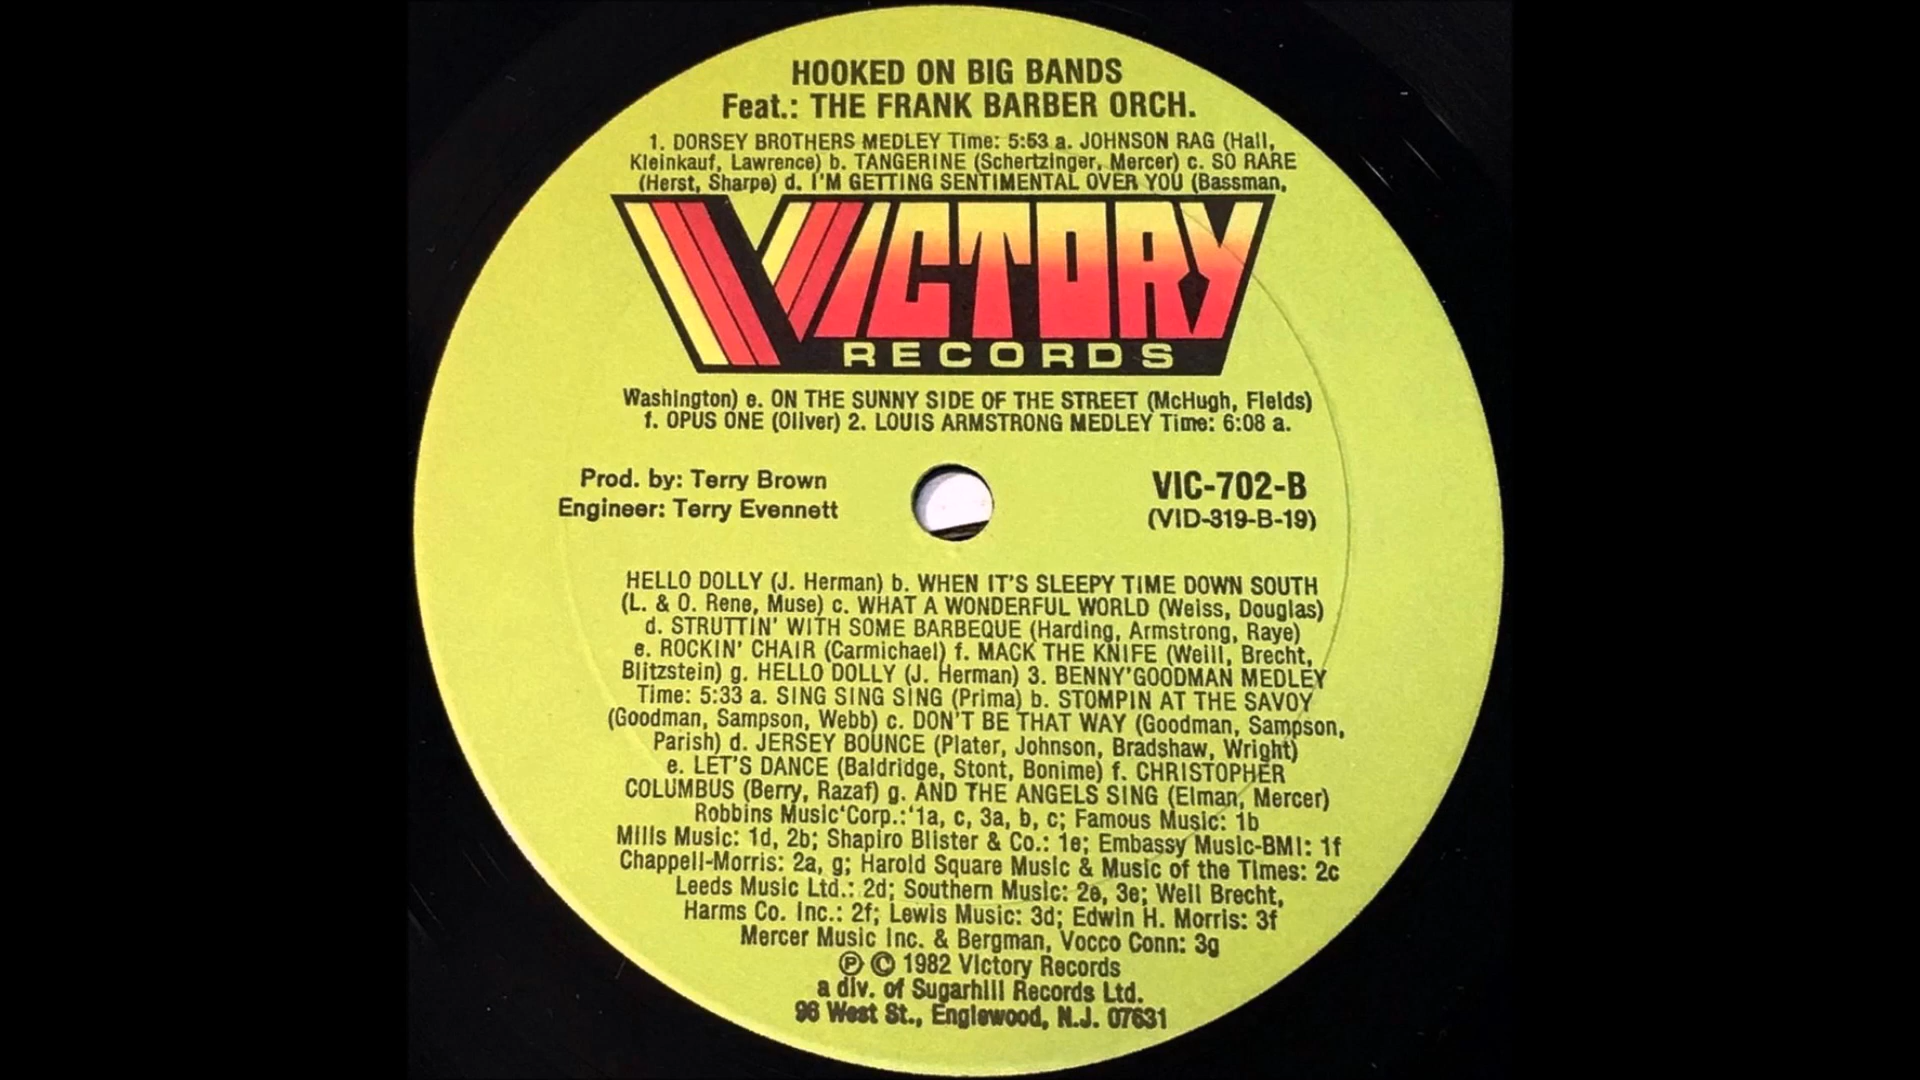 HOOKED ON BIG BANDS
Feat.: THE FRANK BARBER ORCH.
1. DORSEY BROTHERS MEDLEY Time: 5:53 a. JOHNSON RAG (Hall,
Kleinkauf, Lawrence) b. TANGERINE (Schertzinger, Mercer) c. SO RARE
(Herst, Sharpe) d. I'M GETTING SENTIMENTAL OVER YOU (Bassman,
VICTORY
RECORDS
Washington) e. ON THE SUNNY SIDE OF THE STREET (McHugh, Fields)
f. OPUS ONE (Oliver) 2. LOUIS ARMSTRONG MEDLEY Time: 6:08 a.
Prod. by: Terry Brown
Engineer: Terry Evennett
VIC-702-B
(VID-319-B-19)
HELLO DOLLY (J. Herman) b. WHEN IT'S SLEEPY TIME DOWN SOUTH
(L. & O. Rene, Muse) c. WHAT A WONDERFUL WORLD (Weiss, Douglas)
d. STRUTTIN' WITH SOME BARBEQUE (Harding, Armstrong, Raye)
e. ROCKIN' CHAIR (Carmichael) f. MACK THE KNIFE (Weill, Brecht,
Blitzstein) g. HELLO DOLLY (J. Herman) 3. BENNY'GOODMAN MEDLEY
Time: 5:33 a. SING SING SING (Prima) b. STOMPIN AT THE SAVOY
(Goodman, Sampson, Webb) c. DON'T BE THAT WAY (Goodman, Sampson,
Parish) d. JERSEY BOUNCE (Plater, Johnson, Bradshaw, Wright)
e. LET'S DANCE (Baldridge, Stont, Bonime) f. CHRISTOPHER
COLUMBUS (Berry, Razaf) g. AND THE ANGELS SING (Elman, Mercer)
Robbins Music'Corp.:'1a, c, 3a, b, c; Famous Music: 1b
Mills Music: 1d, 2b; Shapiro Blister & Co.: 1e; Embassy Music-BMI: 1f
Chappell-Morris: 2a, g; Harold Square Music & Music of the Times: 2c
Leeds Music Ltd.: 2d; Southern Music: 2e, 3e; Well Brecht,
Harms Co. Inc.: 2f; Lewis Music: 3d; Edwin H. Morris: 3f
Mercer Music Inc. & Bergman, Vocco Conn: 3g
℗ © 1982 Victory Records
a div. of Sugarhill Records Ltd.
96 West St., Englewood, N.J. 07631